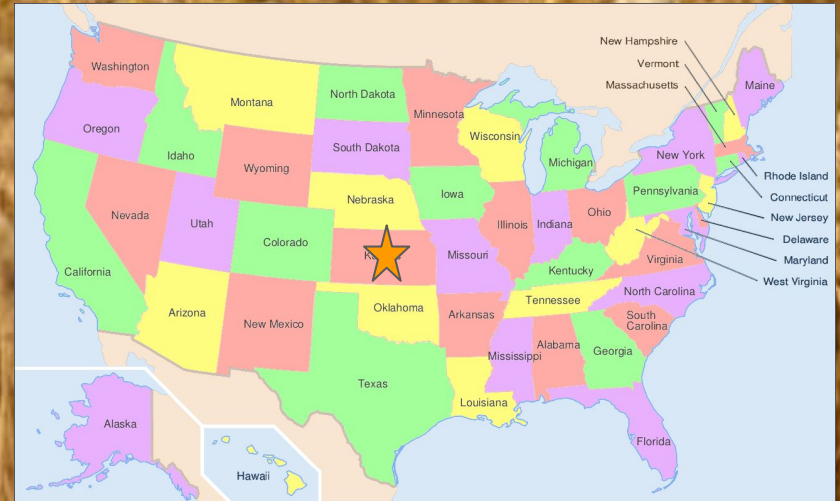 New Hampshire
Vermont
Massachusetts
Washington
Montana
North Dakota
Minnesota
Maine
Oregon
Idaho
Wisconsin
South Dakota
Michigan
New York
Wyoming
Rhode Island
Nebraska
Iowa
Pennsylvania
Connecticut
Nevada
Utah
Colorado
Illinois
Indiana
Ohio
New Jersey
Delaware
California
Missouri
Kentucky
Virginia
Maryland
West Virginia
Arizona
New Mexico
Oklahoma
Arkansas
Tennessee
North Carolina
South
Carolina
Texas
Mississippi
Alabama
Georgia
Louisiana
Alaska
Hawaii
Florida